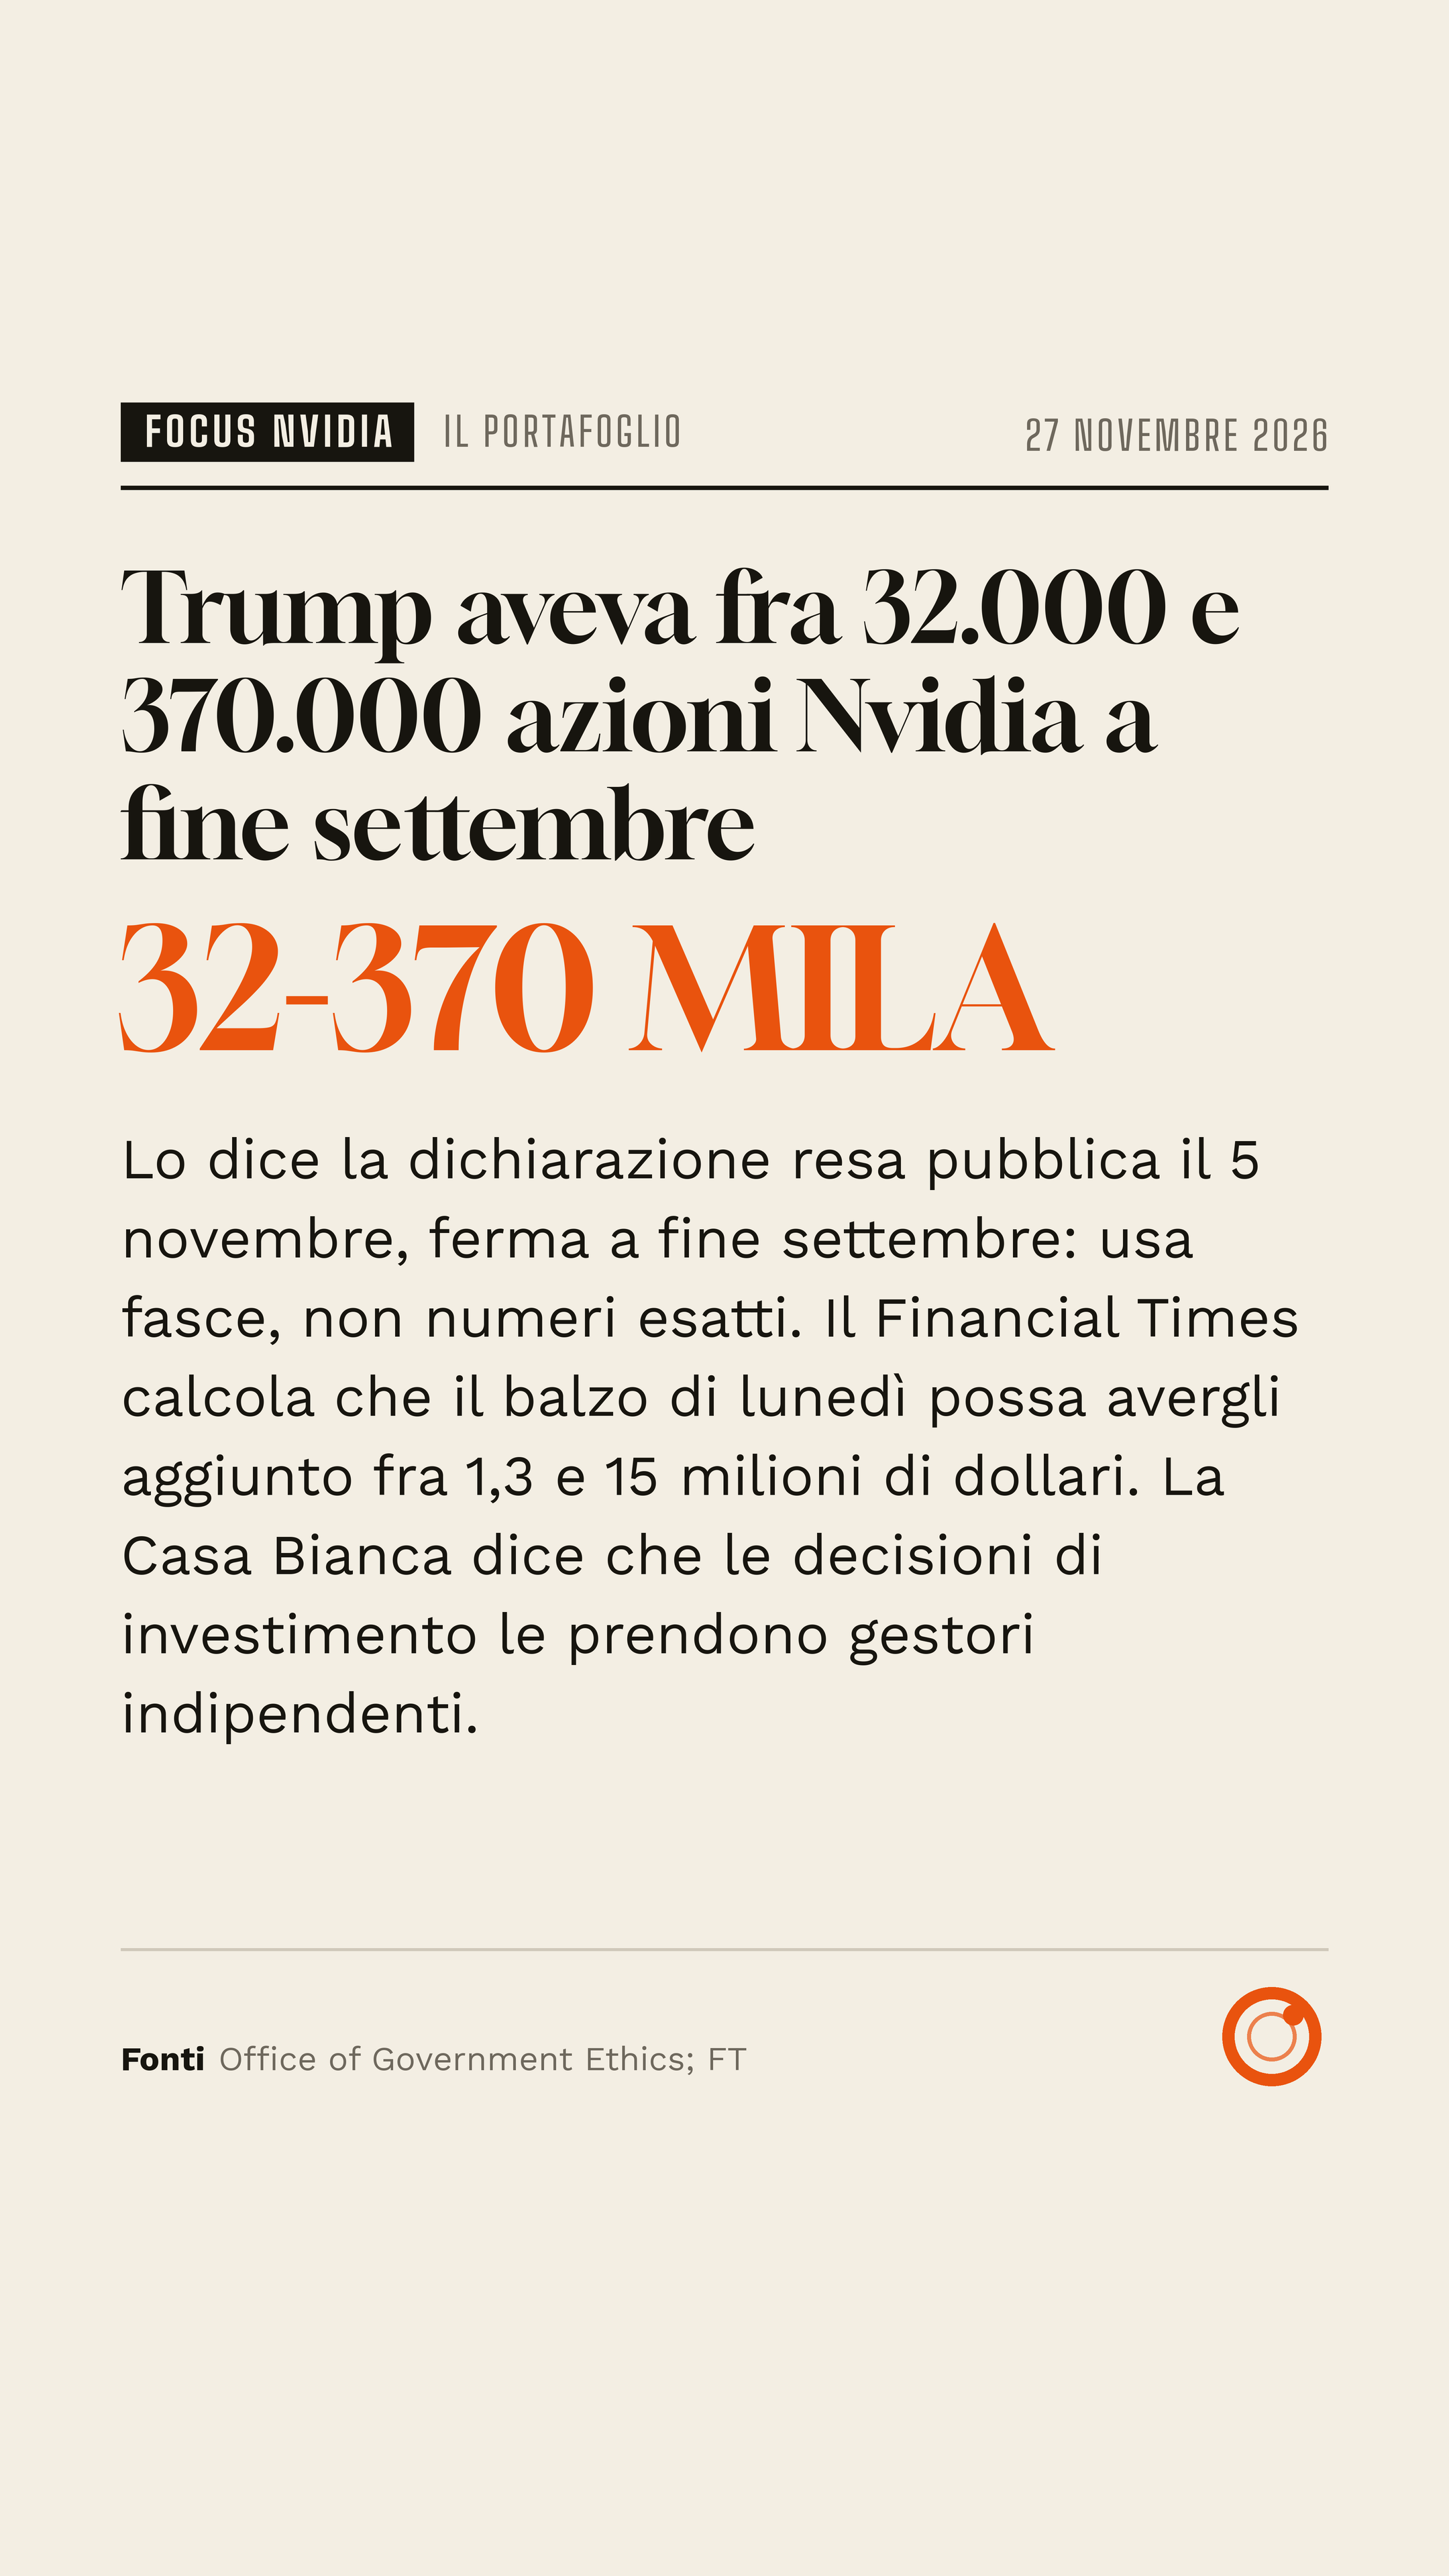 FOCUS NVIDIA IL PORTAFOGLIO 27 NOVEMBRE 2026
Trump aveva fra 32.000 e
370.000 azioni Nvidia a
fine settembre
32-370 MILA
Lo dice la dichiarazione resa pubblica il 5
novembre, ferma a fine settembre: usa
fasce, non numeri esatti. Il Financial Times
calcola che il balzo di lunedì possa avergli
aggiunto fra 1,3 e 15 milioni di dollari. La
Casa Bianca dice che le decisioni di
investimento le prendono gestori
indipendenti.
Fonti Office of Government Ethics; FT